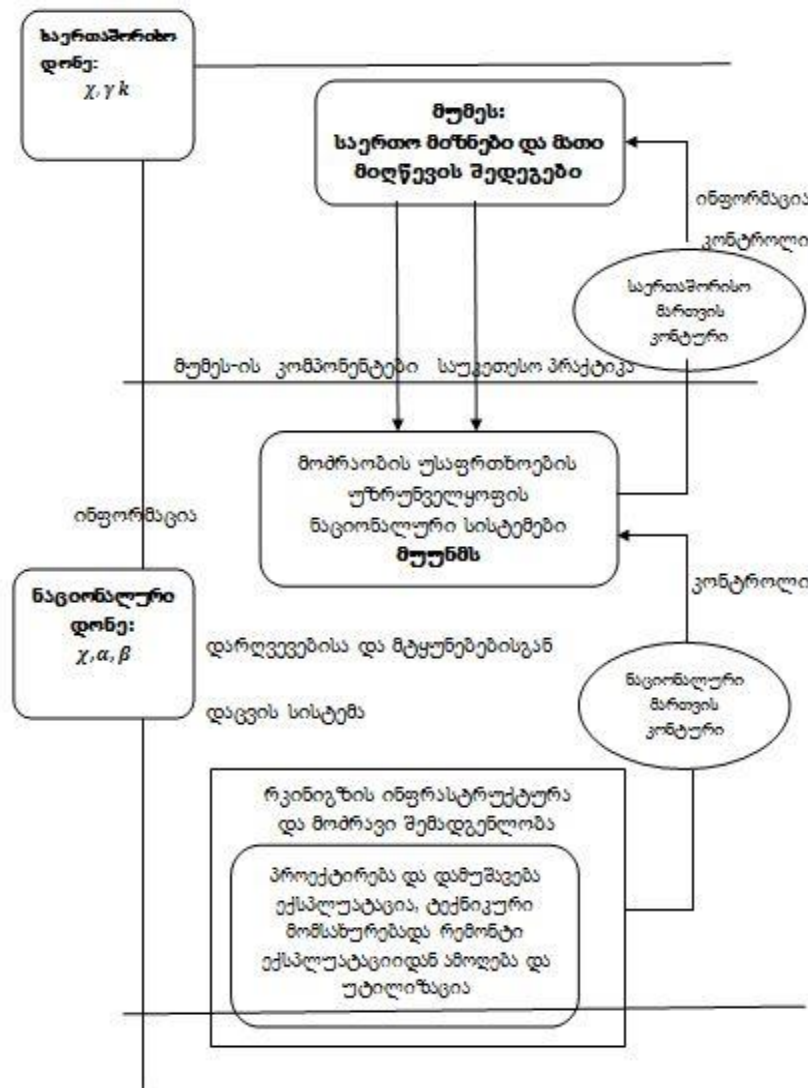 საერთაშორისო
დონე:
χ, γ k
მუმეს:
საერთო მიზნები და მათი
მიღწევის შედეგები
ინფორმაცია
კონტროლი
საერთაშორისო
მართვის
კონტური
მუმეს-ის კომპონენტები საუკეთესო პრაქტიკა
მოძრაობის უსაფრთხოების
უზრუნველყოფის
ნაციონალური სისტემები
მუუნმს
ინფორმაცია
კონტროლი
ნაციონალური
დონე:
χ, α, β
დარღვევებისა და მტყუნებებისგან
დაცვის სისტემა
ნაციონალური
მართვის
კონტური
რკინიგზის ინფრასტრუქტურა
და მოძრავი შემადგენლობა
პროექტირება და დამუშავება
ექსპლუატაცია, ტექნიკური
მომსახურებადა რემონტი
ექსპლუატაციიდან ამოღება და
უტილიზაცია